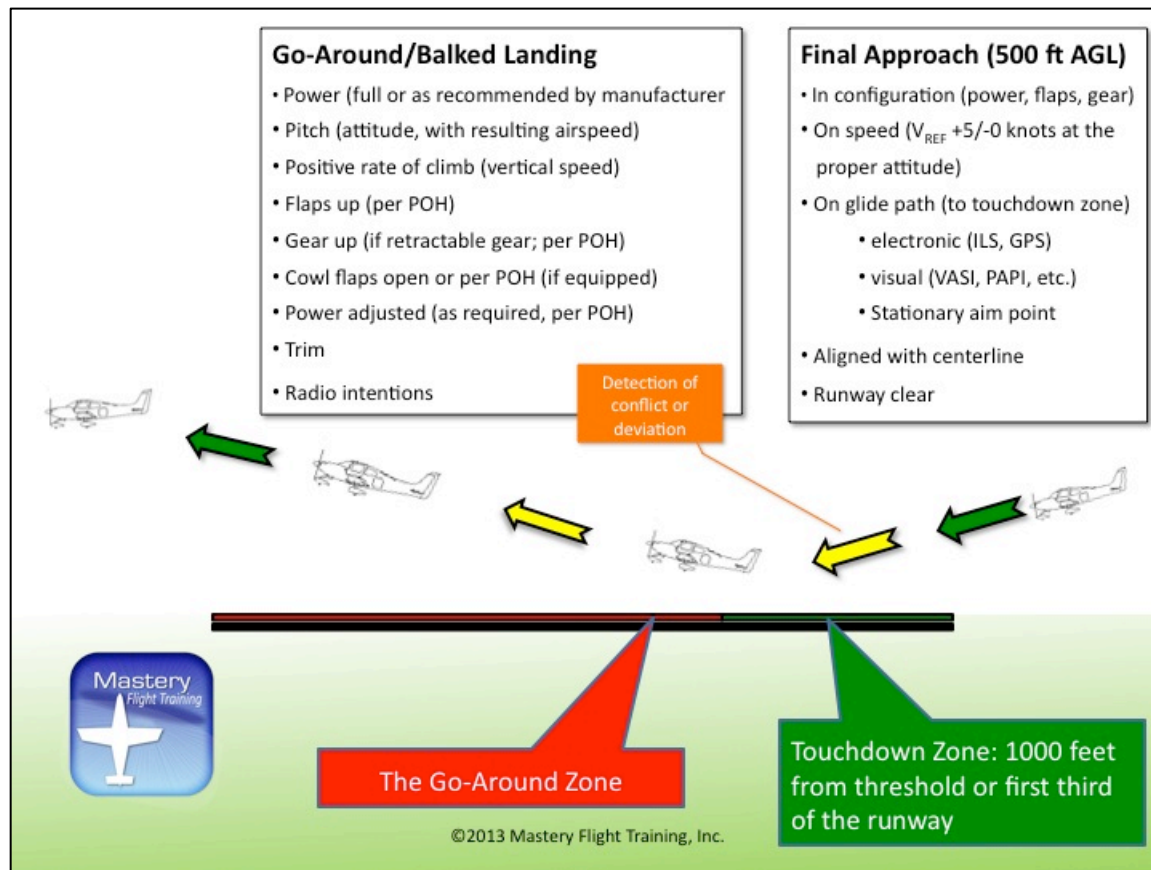 Go-Around/Balked Landing
• Power (full or as recommended by manufacturer
• Pitch (attitude, with resulting airspeed)
• Positive rate of climb (vertical speed)
• Flaps up (per POH)
• Gear up (if retractable gear; per POH)
• Cowl flaps open or per POH (if equipped)
• Power adjusted (as required, per POH)
• Trim
• Radio intentions
Final Approach (500 ft AGL)
• In configuration (power, flaps, gear)
• On speed (VREF +5/-0 knots at the
proper attitude)
• On glide path (to touchdown zone)
• electronic (ILS, GPS)
• visual (VASI, PAPI, etc.)
• Stationary aim point
• Aligned with centerline
• Runway clear
Detection of
conflict or
deviation
Mastery
Flight Training
The Go-Around Zone
Touchdown Zone: 1000 feet
from threshold or first third
of the runway
©2013 Mastery Flight Training, Inc.